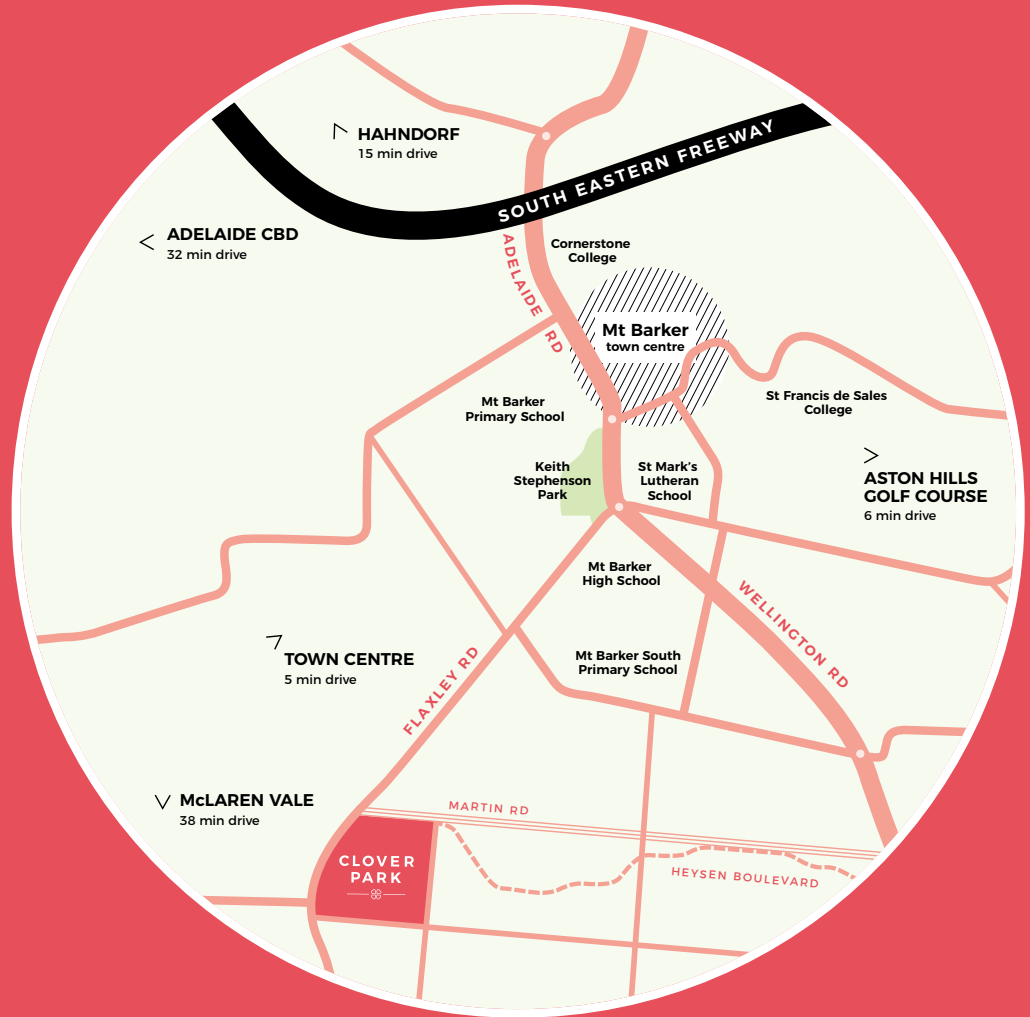 HAHNDORF
15 min drive
SOUTH EASTERN FREEWAY
ADELAIDE CBD
32 min drive
ADELAIDE RD
Cornerstone
College
Mt Barker
town centre
St Francis de Sales
College
Mt Barker
Primary School
Keith
Stephenson
Park
St Mark's
Lutheran
School
ASTON HILLS
GOLF COURSE
6 min drive
Mt Barker
High School
WELLINGTON RD
TOWN CENTRE
5 min drive
FLAXLEY RD
Mt Barker South
Primary School
McLAREN VALE
38 min drive
MARTIN RD
CLOVER
PARK
HEYSEN BOULEVARD